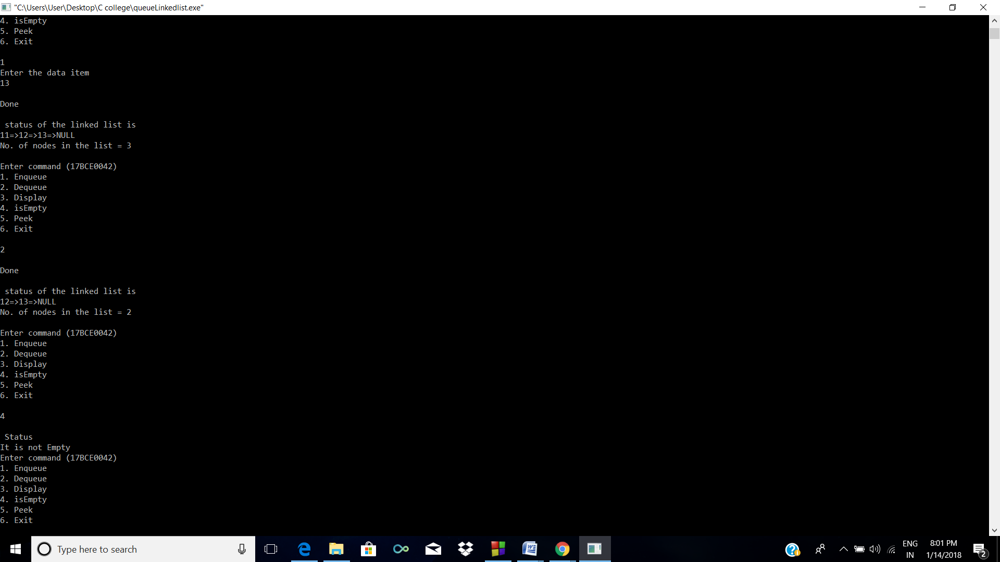 "C:\Users\User\Desktop\C college\queueLinkedlist.exe"
4. isEmpty
5. Peek
6. Exit
1
Enter the data item
13
Done
status of the linked list is
11=>12=>13=>NULL
No. of nodes in the list = 3
Enter command (17BCE0042)
1. Enqueue
2. Dequeue
3. Display
4. isEmpty
5. Peek
6. Exit
2
Done
status of the linked list is
12=>13=>NULL
No. of nodes in the list = 2
Enter command (17BCE0042)
1. Enqueue
2. Dequeue
3. Display
4. isEmpty
5. Peek
6. Exit
4
Status
It is not Empty
Enter command (17BCE0042)
1. Enqueue
2. Dequeue
3. Display
4. isEmpty
5. Peek
6. Exit
Type here to search
ENG
IN
8:01 PM
1/14/2018
2